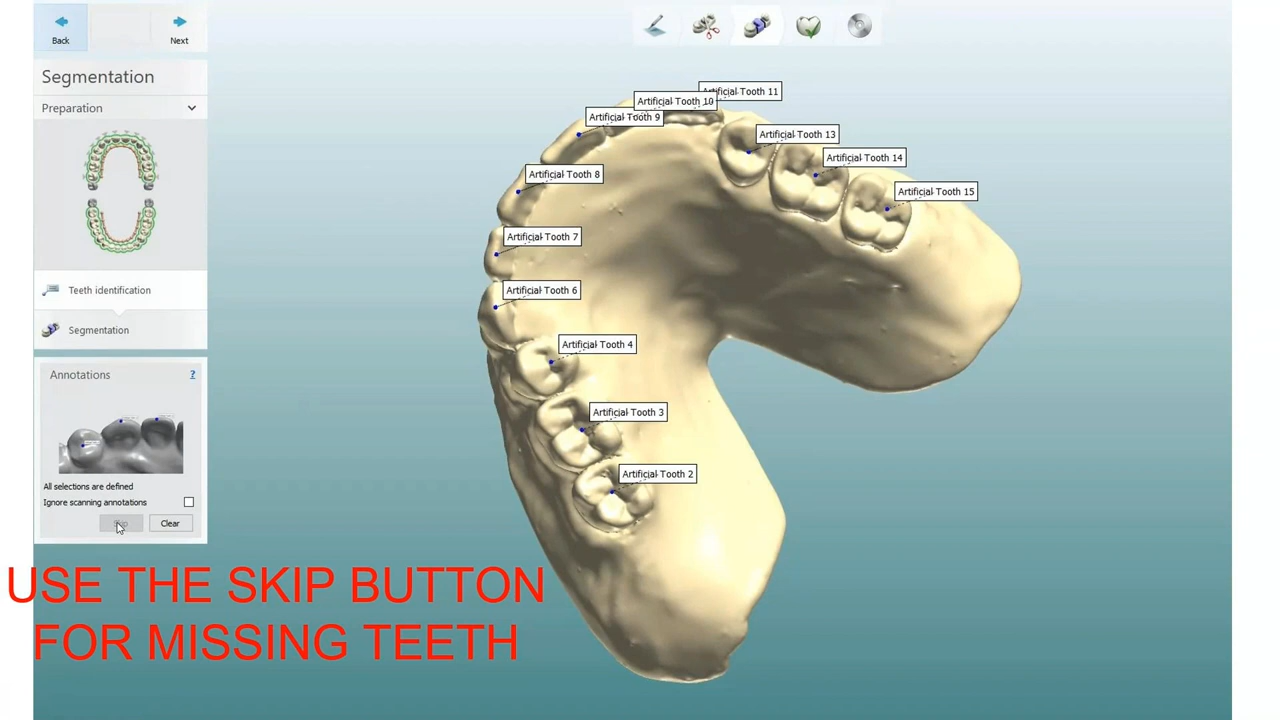 Back
Next
Segmentation
Preparation
Teeth identification
Segmentation
Annotations
?
All selections are defined
Ignore scanning annotations
Skip
Clear
Artificial Tooth 11
Artificial Tooth 10
Artificial Tooth 9
Artificial Tooth 13
Artificial Tooth 14
Artificial Tooth 8
Artificial Tooth 15
Artificial Tooth 7
Artificial Tooth 6
Artificial Tooth 4
Artificial Tooth 3
Artificial Tooth 2
USE THE SKIP BUTTON
FOR MISSING TEETH